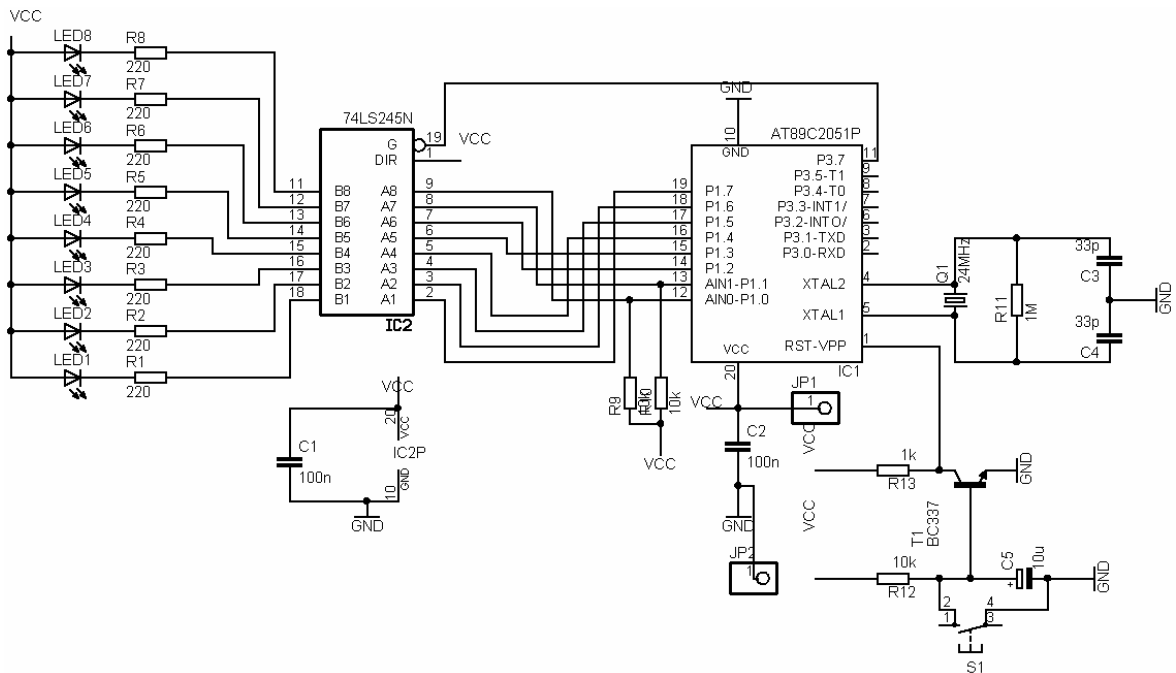 VCC
LED8 R8
220
LED7 R7
220
LED6 R6
220
LED5 R5
220
LED4 R4
220
LED3 R3
220
LED2 R2
220
LED1 R1
220
74LS245N
G 19 VCC
DIR 1
11 B8 A8 9
12 B7 A7 8
13 B6 A6 7
14 B5 A5 6
15 B4 A4 5
16 B3 A3 4
17 B2 A2 3
18 B1 A1 2
IC2
GND
10
GND
AT89C2051P
P3.7 11
P3.5-T1 9
P3.4-T0 8
P3.3-INT1/ 7
P3.2-INT0/ 6
P3.1-TXD 3
P3.0-RXD 2
19 P1.7
18 P1.6
17 P1.5
16 P1.4
15 P1.3
14 P1.2
13 AIN1-P1.1
12 AIN0-P1.0
XTAL2 4
XTAL1 5
RST-VPP 1
VCC
20
IC1
Q1
24MHz
R11
1M
33p
C3
33p
C4
GND
VCC
20
VCC
IC2P
GND
10
C1
100n
GND
R9
10k
VCC
VCC
JP1
1
C2
100n
GND
JP2
1
VCC
1k
R13
GND
T1
BC337
VCC
10k
R12
C5
10u
+
GND
2 4
1 3
S1